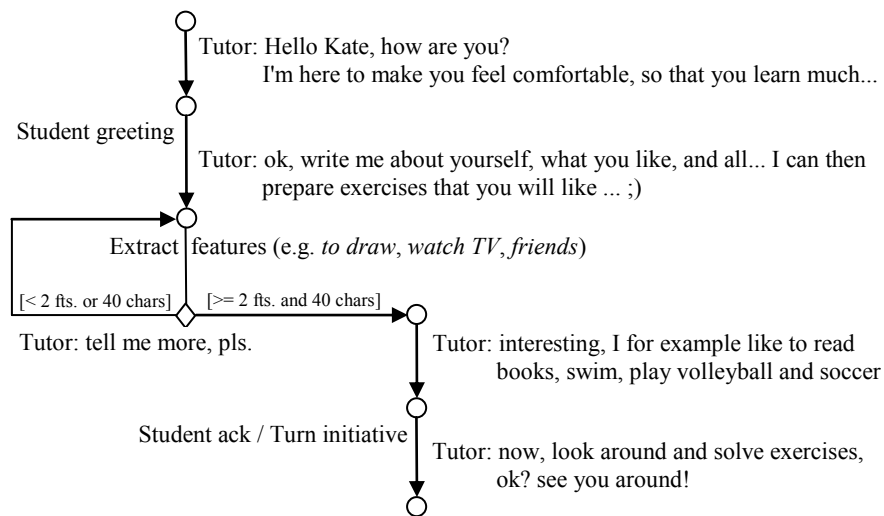 Tutor: Hello Kate, how are you?
I'm here to make you feel comfortable, so that you learn much...
Student greeting
Tutor: ok, write me about yourself, what you like, and all... I can then
prepare exercises that you will like ... ;)
Extract features (e.g. to draw, watch TV, friends)
[< 2 fts. or 40 chars]
[>= 2 fts. and 40 chars]
Tutor: tell me more, pls.
Tutor: interesting, I for example like to read
books, swim, play volleyball and soccer
Student ack / Turn initiative
Tutor: now, look around and solve exercises,
ok? see you around!